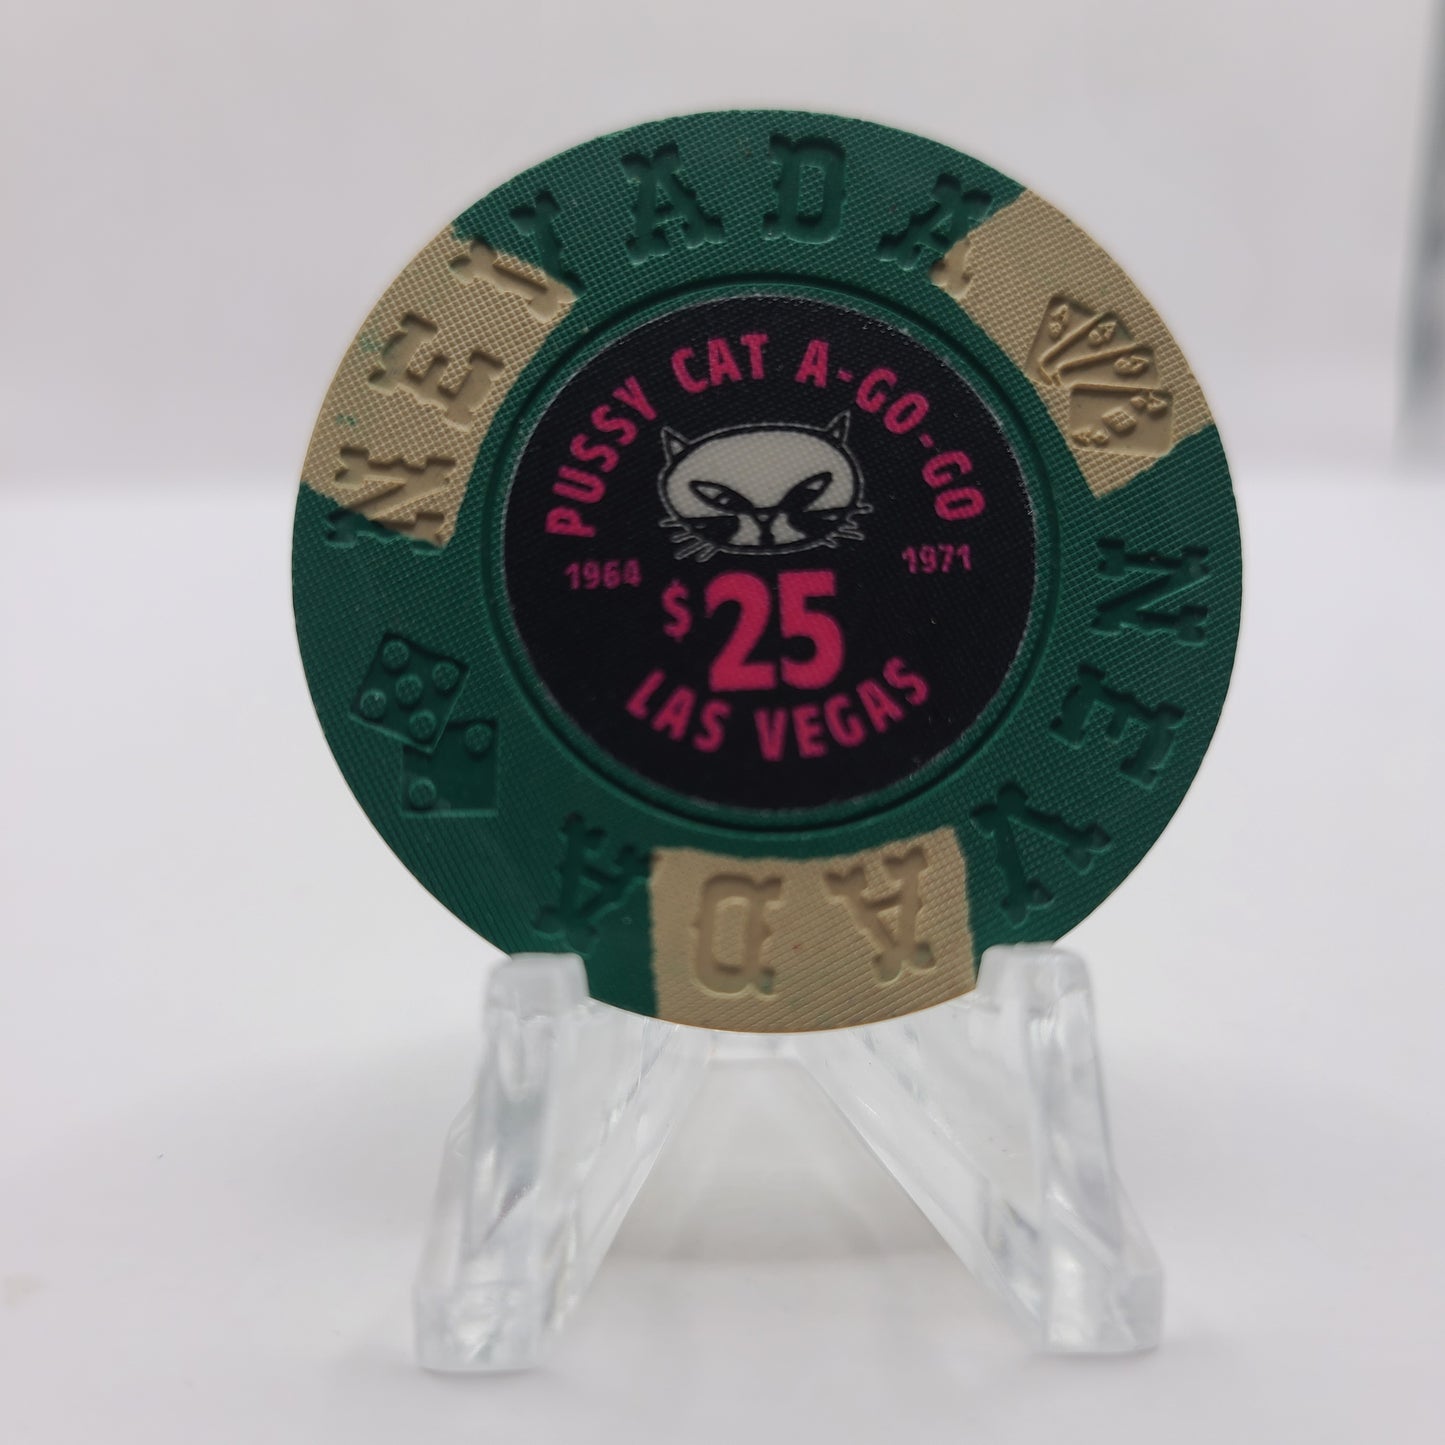 NEVADA
PUSSY CAT A-GO-GO
1964 1971
$25
LAS VEGAS
NEVADA